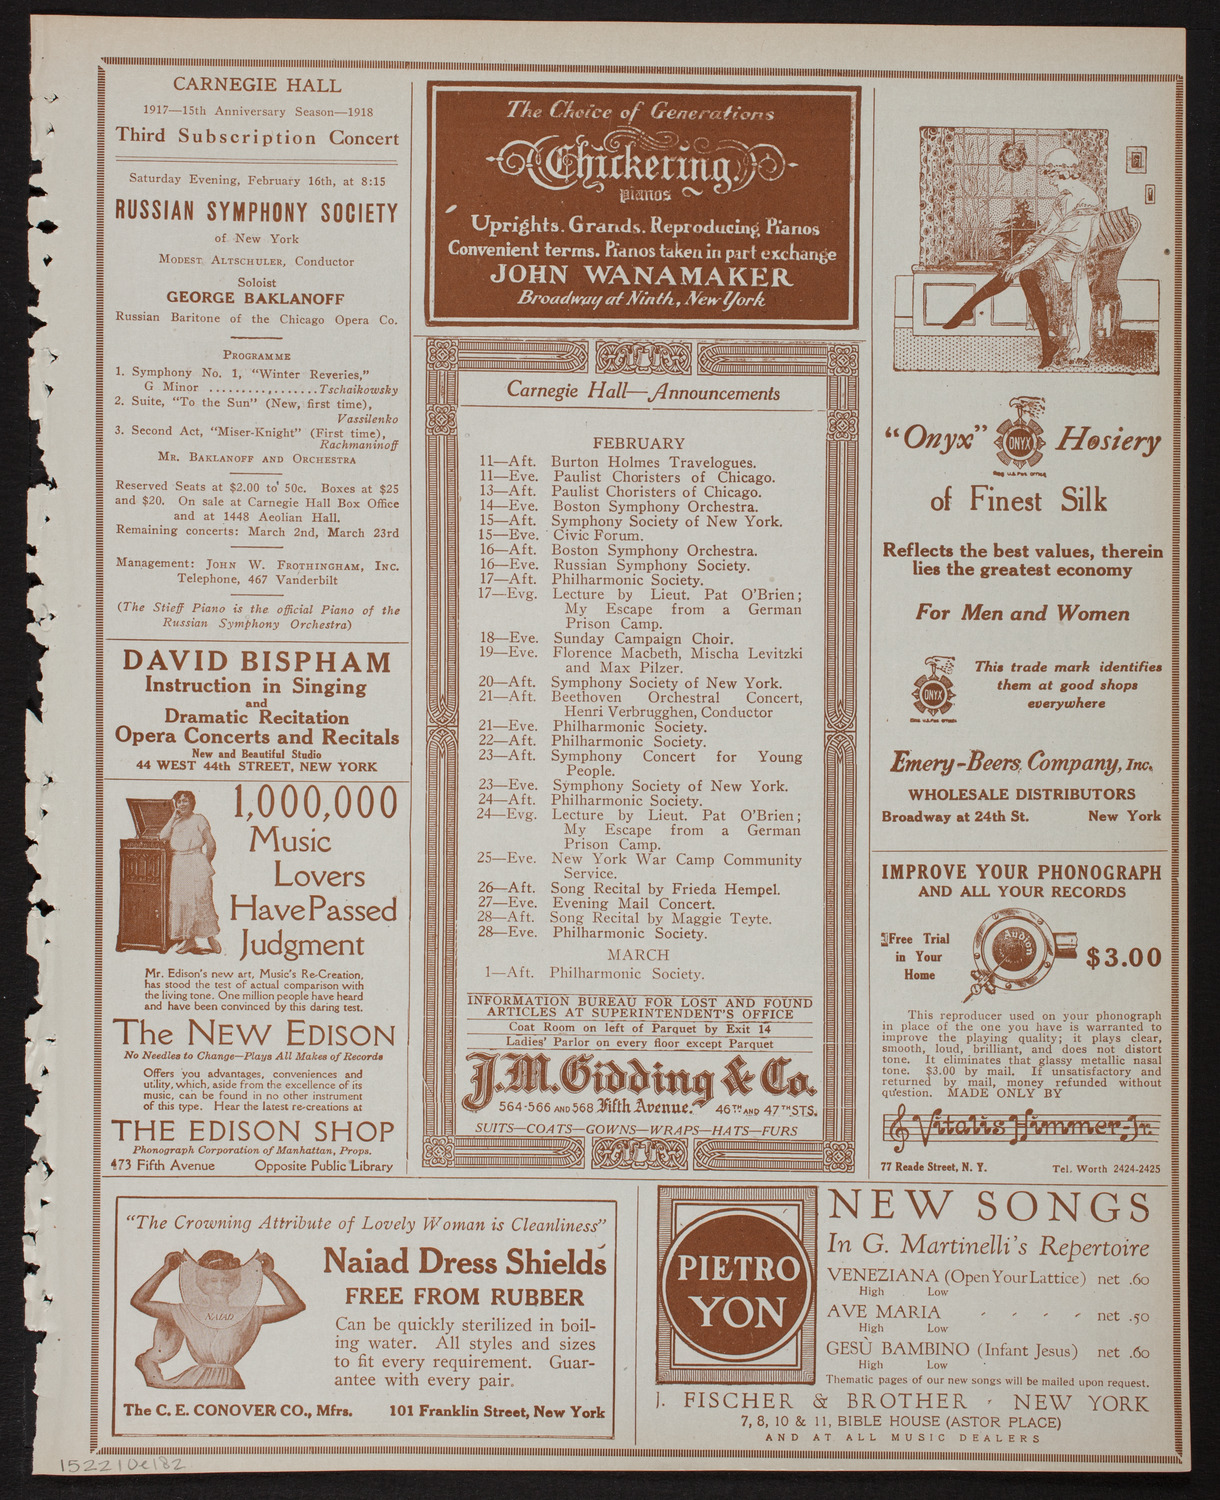 CARNEGIE HALL
1917—15th Anniversary Season—1918
Third Subscription Concert
Saturday Evening, February 16th, at 8:15
RUSSIAN SYMPHONY SOCIETY
of New York
MODEST ALTSCHULER, Conductor
Soloist
GEORGE BAKLANOFF
Russian Baritone of the Chicago Opera Co.
PROGRAMME
1. Symphony No. 1, "Winter Reveries,"
G Minor ................Tschaikowsky
2. Suite, "To the Sun" (New, first time),
Vassilenko
3. Second Act, "Miser-Knight" (First time),
Rachmaninoff
MR. BAKLANOFF AND ORCHESTRA
Reserved Seats at $2.00 to 50c. Boxes at $25
and $20. On sale at Carnegie Hall Box Office
and at 1448 Aeolian Hall.
Remaining concerts: March 2nd, March 23rd
Management: JOHN W. FROTHINGHAM, INC.
Telephone, 467 Vanderbilt
(The Stieff Piano is the official Piano of the
Russian Symphony Orchestra)
DAVID BISPHAM
Instruction in Singing
and
Dramatic Recitation
Opera Concerts and Recitals
New and Beautiful Studio
44 WEST 44th STREET, NEW YORK
1,000,000
Music
Lovers
Have Passed
Judgment
Mr. Edison's new art, Music's Re-Creation,
has stood the test of actual comparison with
the living tone. One million people have heard
and have been convinced by this daring test.
The NEW EDISON
No Needles to Change—Plays All Makes of Records
Offers you advantages, conveniences and
utility, which, aside from the excellence of its
music, can be found in no other instrument
of this type. Hear the latest re-creations at
THE EDISON SHOP
Phonograph Corporation of Manhattan, Props.
473 Fifth Avenue Opposite Public Library
The Choice of Generations
Chickering
pianos
Uprights. Grands. Reproducing Pianos
Convenient terms. Pianos taken in part exchange
JOHN WANAMAKER
Broadway at Ninth, New York
Carnegie Hall—Announcements
FEBRUARY
11—Aft. Burton Holmes Travelogues.
11—Eve. Paulist Choristers of Chicago.
13—Aft. Paulist Choristers of Chicago.
14—Eve. Boston Symphony Orchestra.
15—Aft. Symphony Society of New York.
15—Eve. Civic Forum.
16—Aft. Boston Symphony Orchestra.
16—Eve. Russian Symphony Society.
17—Aft. Philharmonic Society.
17—Evg. Lecture by Lieut. Pat O'Brien;
My Escape from a German
Prison Camp.
18—Eve. Sunday Campaign Choir.
19—Eve. Florence Macbeth, Mischa Levitzki
and Max Pilzer.
20—Aft. Symphony Society of New York.
21—Aft. Beethoven Orchestral Concert,
Henri Verbrugghen, Conductor
21—Eve. Philharmonic Society.
22—Aft. Philharmonic Society.
23—Aft. Symphony Concert for Young
People.
23—Eve. Symphony Society of New York.
24—Aft. Philharmonic Society.
24—Evg. Lecture by Lieut. Pat O'Brien;
My Escape from a German
Prison Camp.
25—Eve. New York War Camp Community
Service.
26—Aft. Song Recital by Frieda Hempel.
27—Eve. Evening Mail Concert.
28—Aft. Song Recital by Maggie Teyte.
28—Eve. Philharmonic Society.
MARCH
1—Aft. Philharmonic Society.
INFORMATION BUREAU FOR LOST AND FOUND
ARTICLES AT SUPERINTENDENT'S OFFICE
Coat Room on left of Parquet by Exit 14
Ladies' Parlor on every floor except Parquet
J.M. Gidding & Co.
564-566 AND 568 Fifth Avenue. 46TH AND 47TH STS.
SUITS—COATS—GOWNS—WRAPS—HATS—FURS
"Onyx" ONYX Hosiery
of Finest Silk
Reflects the best values, therein
lies the greatest economy
For Men and Women
ONYX
This trade mark identifies
them at good shops
everywhere
Emery-Beers Company, Inc.
WHOLESALE DISTRIBUTORS
Broadway at 24th St. New York
IMPROVE YOUR PHONOGRAPH
AND ALL YOUR RECORDS
Free Trial
in Your
Home
Audion
$3.00
This reproducer used on your phonograph
in place of the one you have is warranted to
improve the playing quality; it plays clear,
smooth, loud, brilliant, and does not distort
tone. It eliminates that glassy metallic nasal
tone. $3.00 by mail. If unsatisfactory and
returned by mail, money refunded without
question. MADE ONLY BY
Vitalis Himmer-Jr.
77 Reade Street, N. Y. Tel. Worth 2424-2425
"The Crowning Attribute of Lovely Woman is Cleanliness"
NAIAD
Naiad Dress Shields
FREE FROM RUBBER
Can be quickly sterilized in boil-
ing water. All styles and sizes
to fit every requirement. Guar-
antee with every pair.
The C. E. CONOVER CO., Mfrs. 101 Franklin Street, New York
PIETRO
YON
NEW SONGS
In G. Martinelli's Repertoire
VENEZIANA (Open Your Lattice) net .60
High Low
AVE MARIA - - - - net .50
High Low
GESÙ BAMBINO (Infant Jesus) net .60
High Low
Thematic pages of our new songs will be mailed upon request.
J. FISCHER & BROTHER - NEW YORK
7, 8, 10 & 11, BIBLE HOUSE (ASTOR PLACE)
AND AT ALL MUSIC DEALERS
152210e182